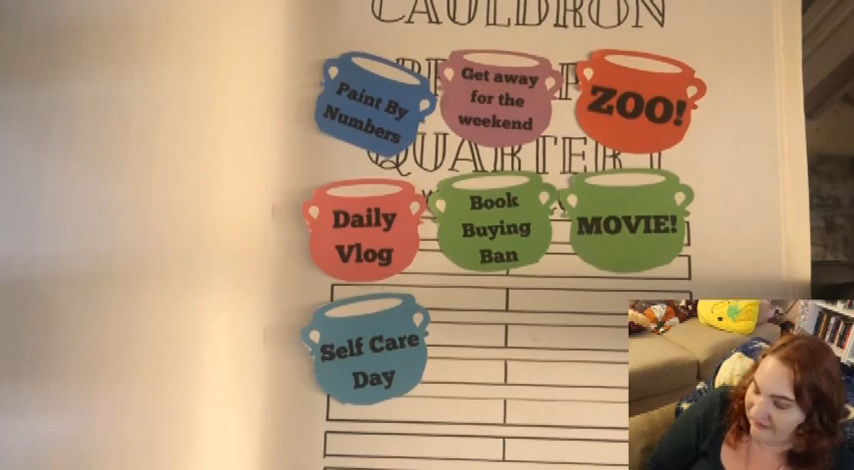 CAULDRON
Paint By
Numbers
Get away
for the
weekend
ZOO!
QUARTER 1
Daily
Vlog
Book
Buying
Ban
MOVIE!
Self Care
Day